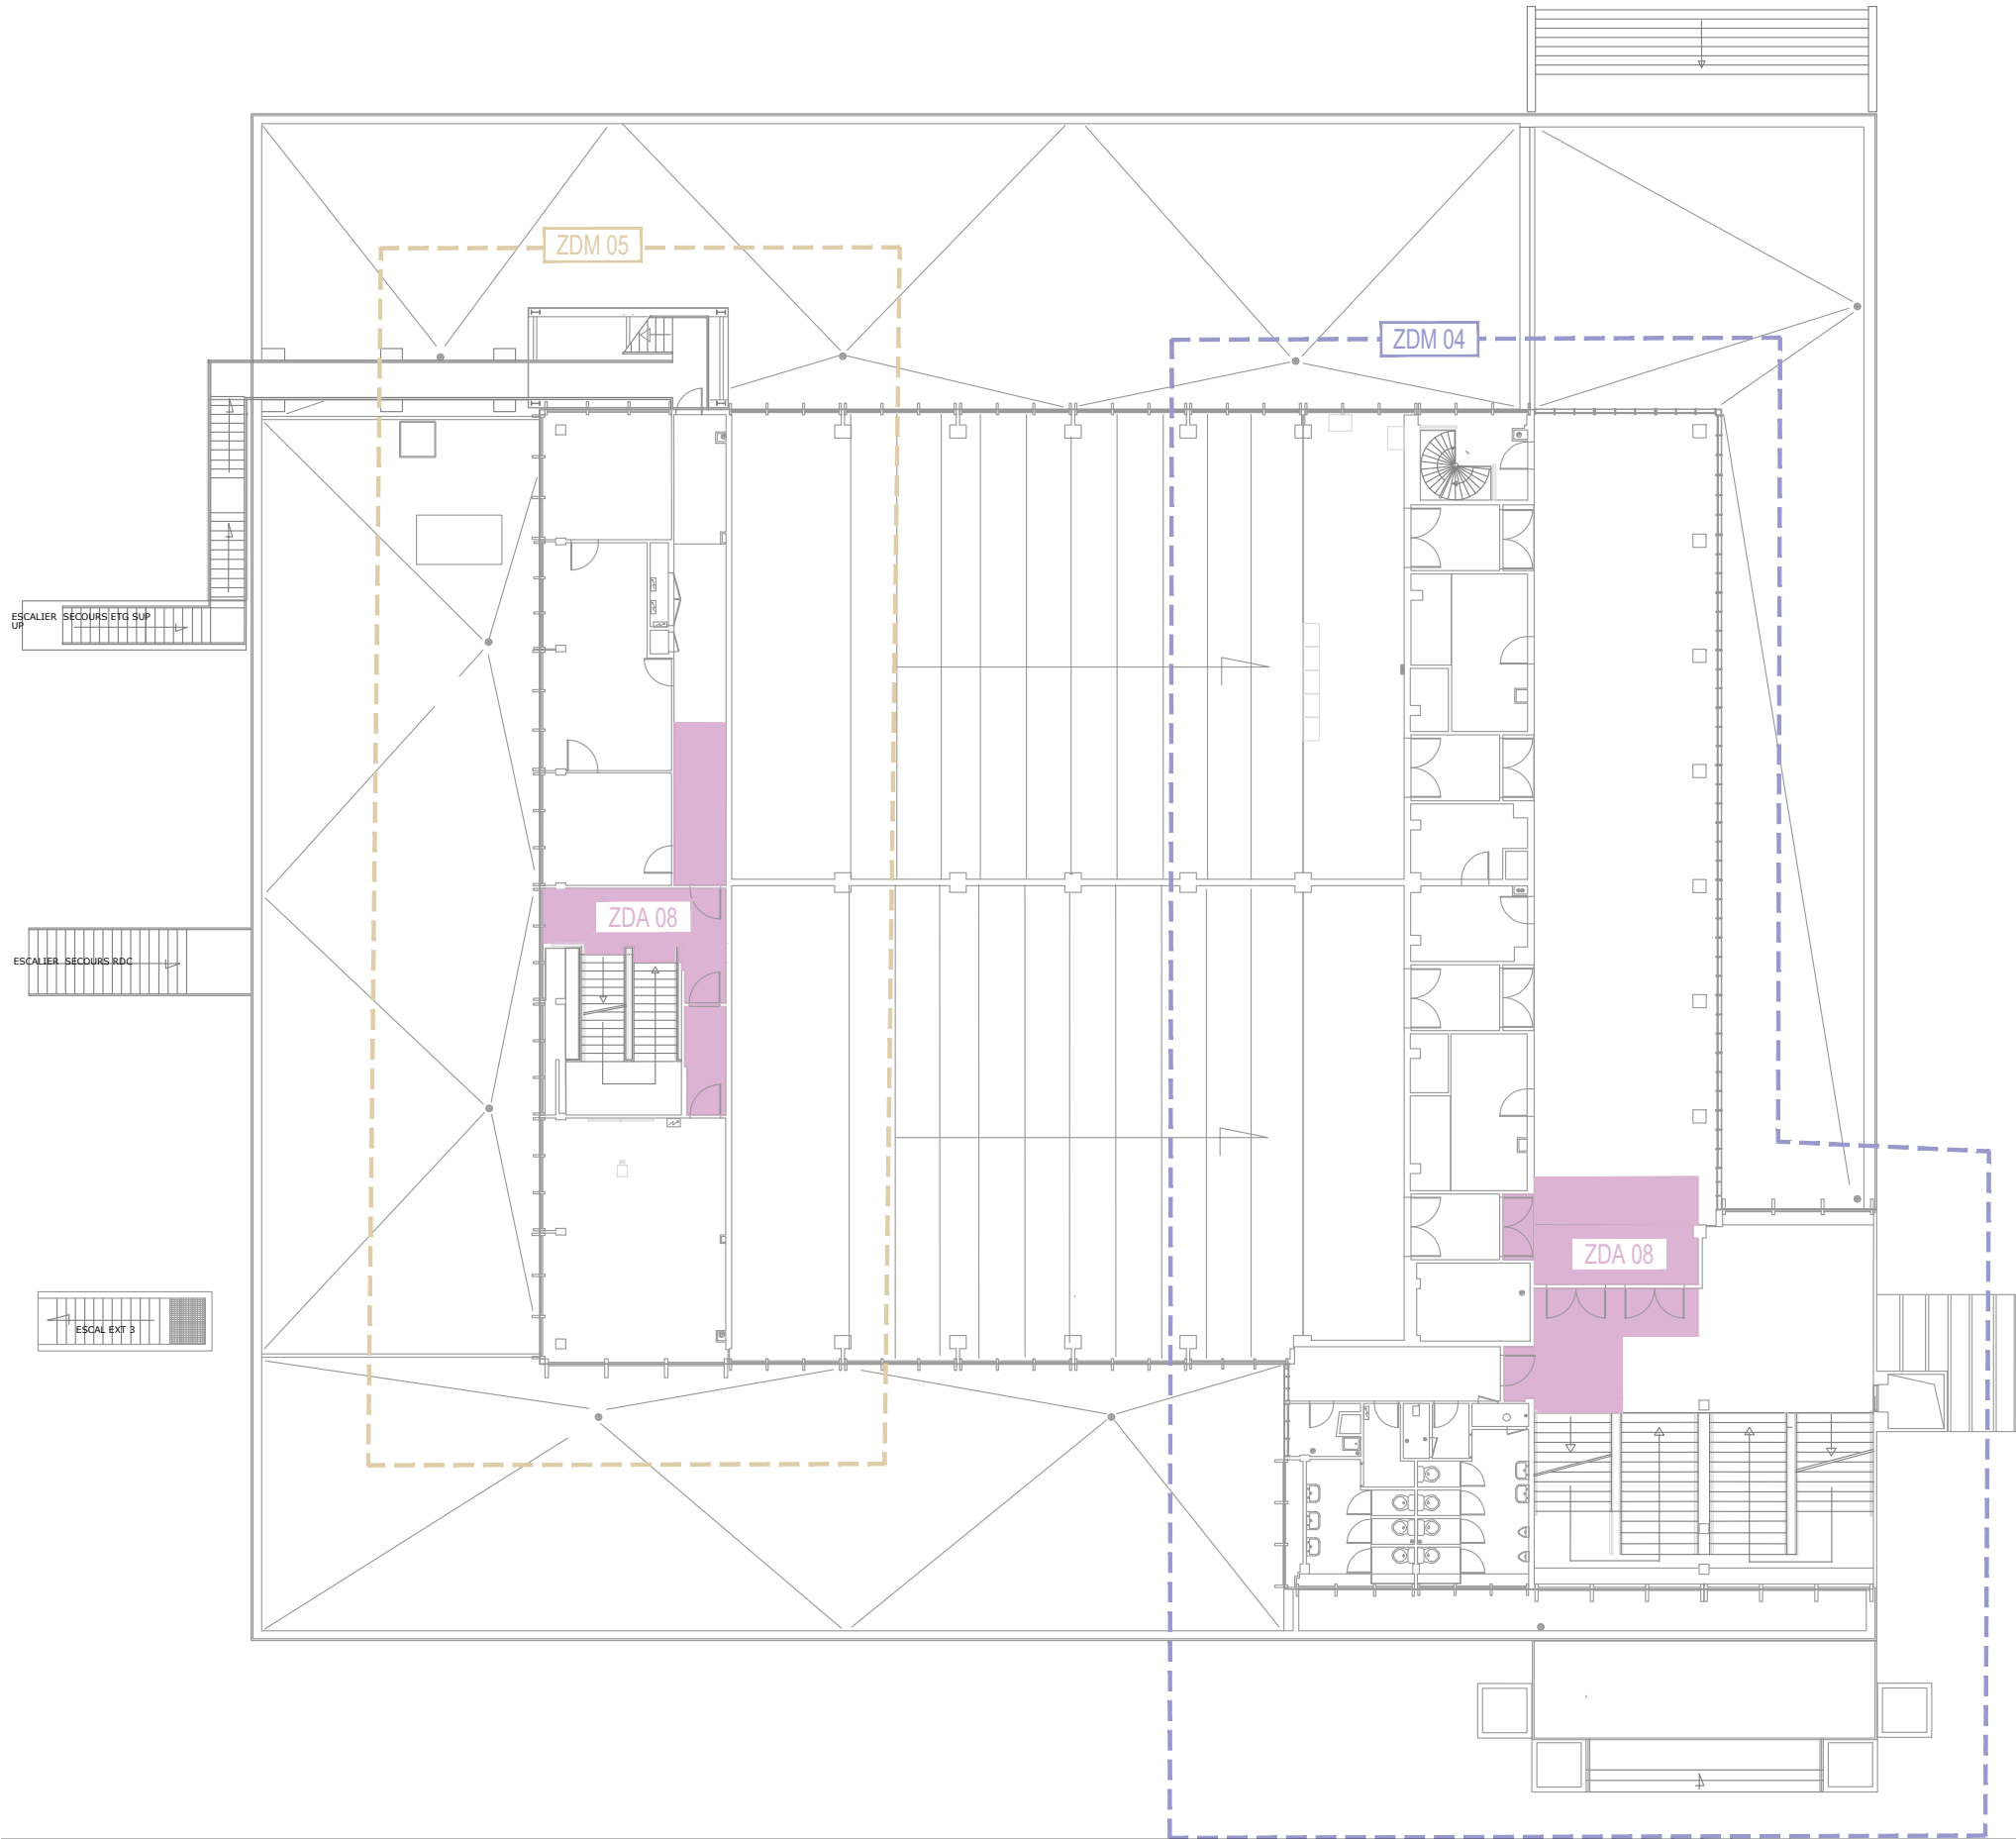 ZDM 05
ZDM 04
ESCALIER SECOURS ETG SUP
UP
ZDA 08
ESCALIER SECOURS RDC
ZDA 08
ESCAL EXT 3